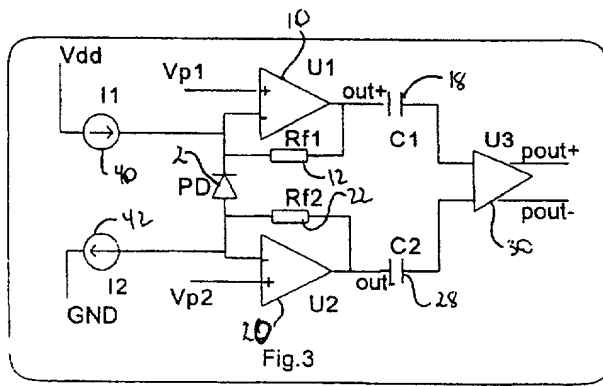 10
Vdd
Vp1
+
U1
-
out+
18
I1
40
Rf1
12
C1
U3
pout+
2
PD
Rf2
22
pout-
30
42
I2
-
C2
GND
Vp2
+
U2
out
28
20
Fig.3